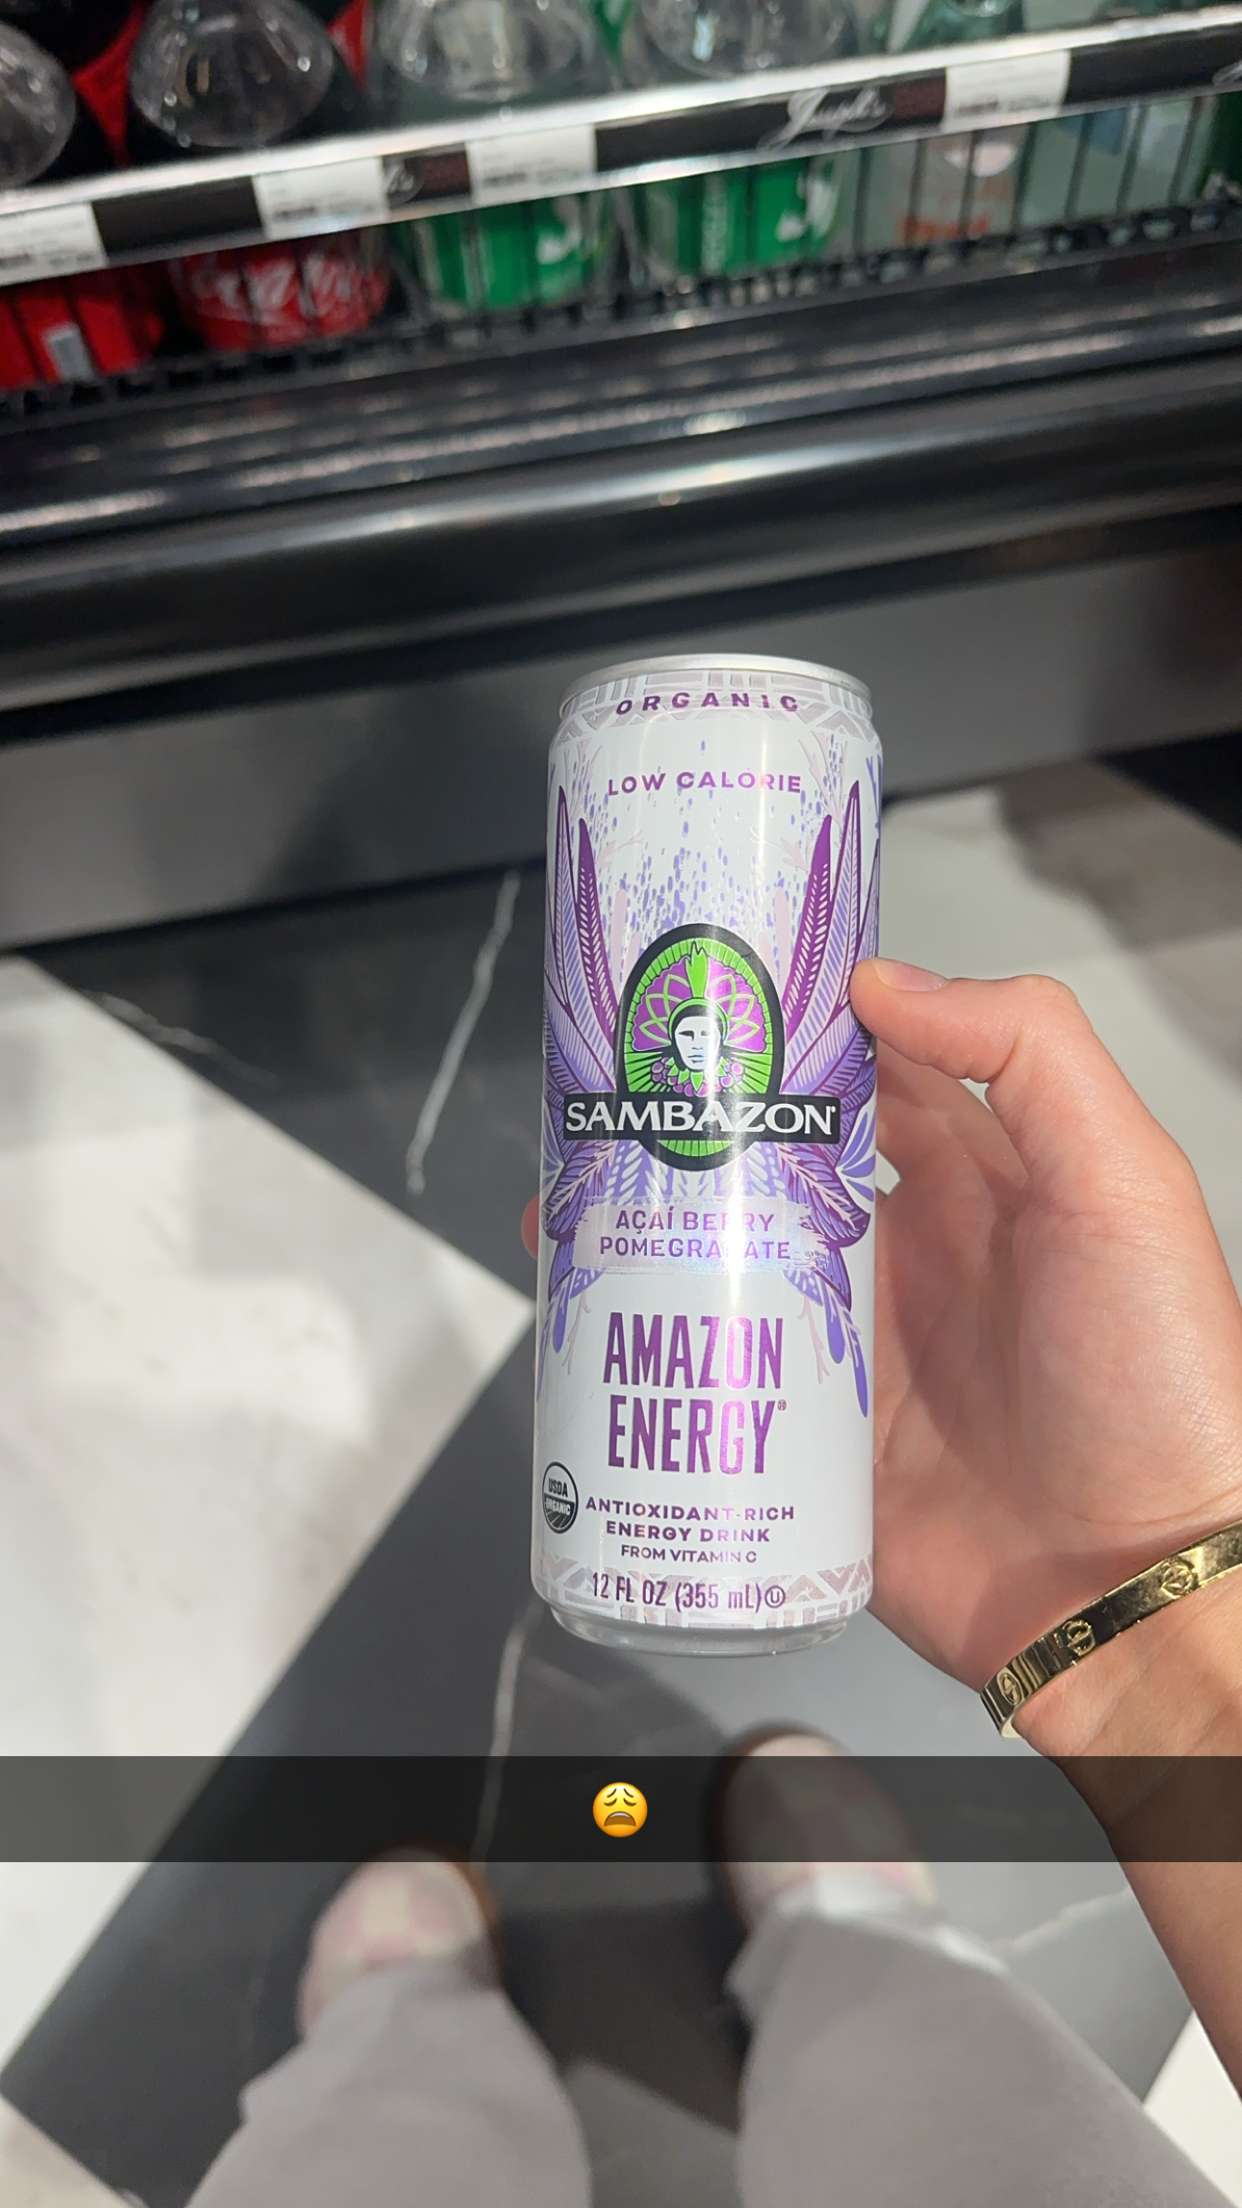 ORGANIC
LOW CALORIE
SAMBAZON
AÇAÍ BERRY
POMEGRANATE
AMAZON
ENERGY®
USDA
ORGANIC
ANTIOXIDANT-RICH
ENERGY DRINK
FROM VITAMIN C
12 FL OZ (355 mL) Ⓤ
😩